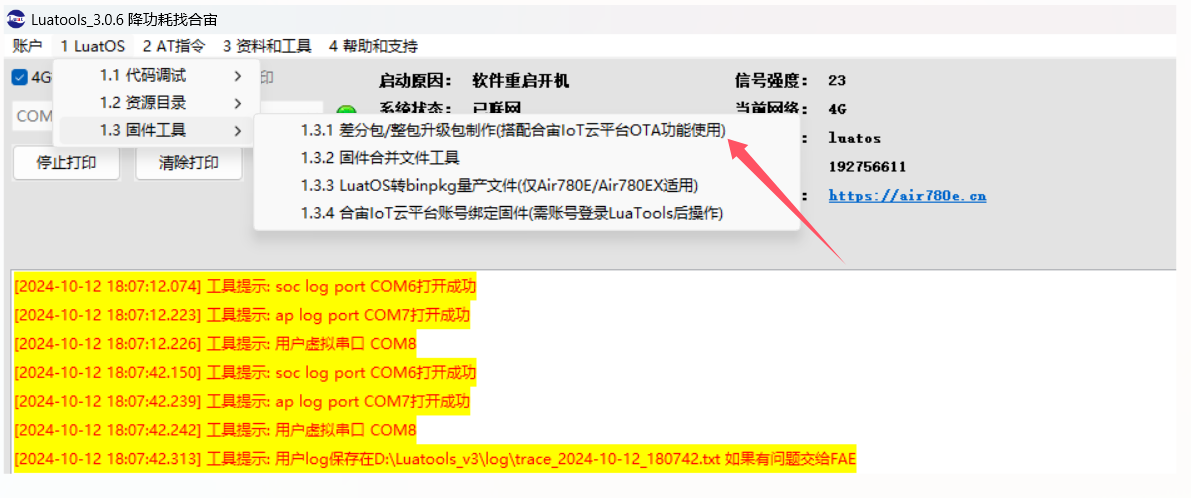 Luatools_3.0.6 降功耗找合宙
账户 1 LuatOS 2 AT指令 3 资料和工具 4 帮助和支持
4G 印 启动原因： 软件重启开机 信号强度： 23
1.1 代码调试
COM 系统状态： 已联网 当前网络： 4G
1.2 资源目录
1.3 固件工具
1.3.1 差分包/整包升级包制作(搭配合宙IoT云平台OTA功能使用)
： luatos
停止打印 清除打印
1.3.2 固件合并文件工具
192756611
1.3.3 LuatOS转binpkg量产文件(仅Air780E/Air780EX适用)
： https://air780e.cn
1.3.4 合宙IoT云平台账号绑定固件(需账号登录LuaTools后操作)
[2024-10-12 18:07:12.074] 工具提示: soc log port COM6打开成功
[2024-10-12 18:07:12.223] 工具提示: ap log port COM7打开成功
[2024-10-12 18:07:12.226] 工具提示: 用户虚拟串口 COM8
[2024-10-12 18:07:42.150] 工具提示: soc log port COM6打开成功
[2024-10-12 18:07:42.239] 工具提示: ap log port COM7打开成功
[2024-10-12 18:07:42.242] 工具提示: 用户虚拟串口 COM8
[2024-10-12 18:07:42.313] 工具提示: 用户log保存在D:\Luatools_v3\log\trace_2024-10-12_180742.txt 如果有问题交给FAE